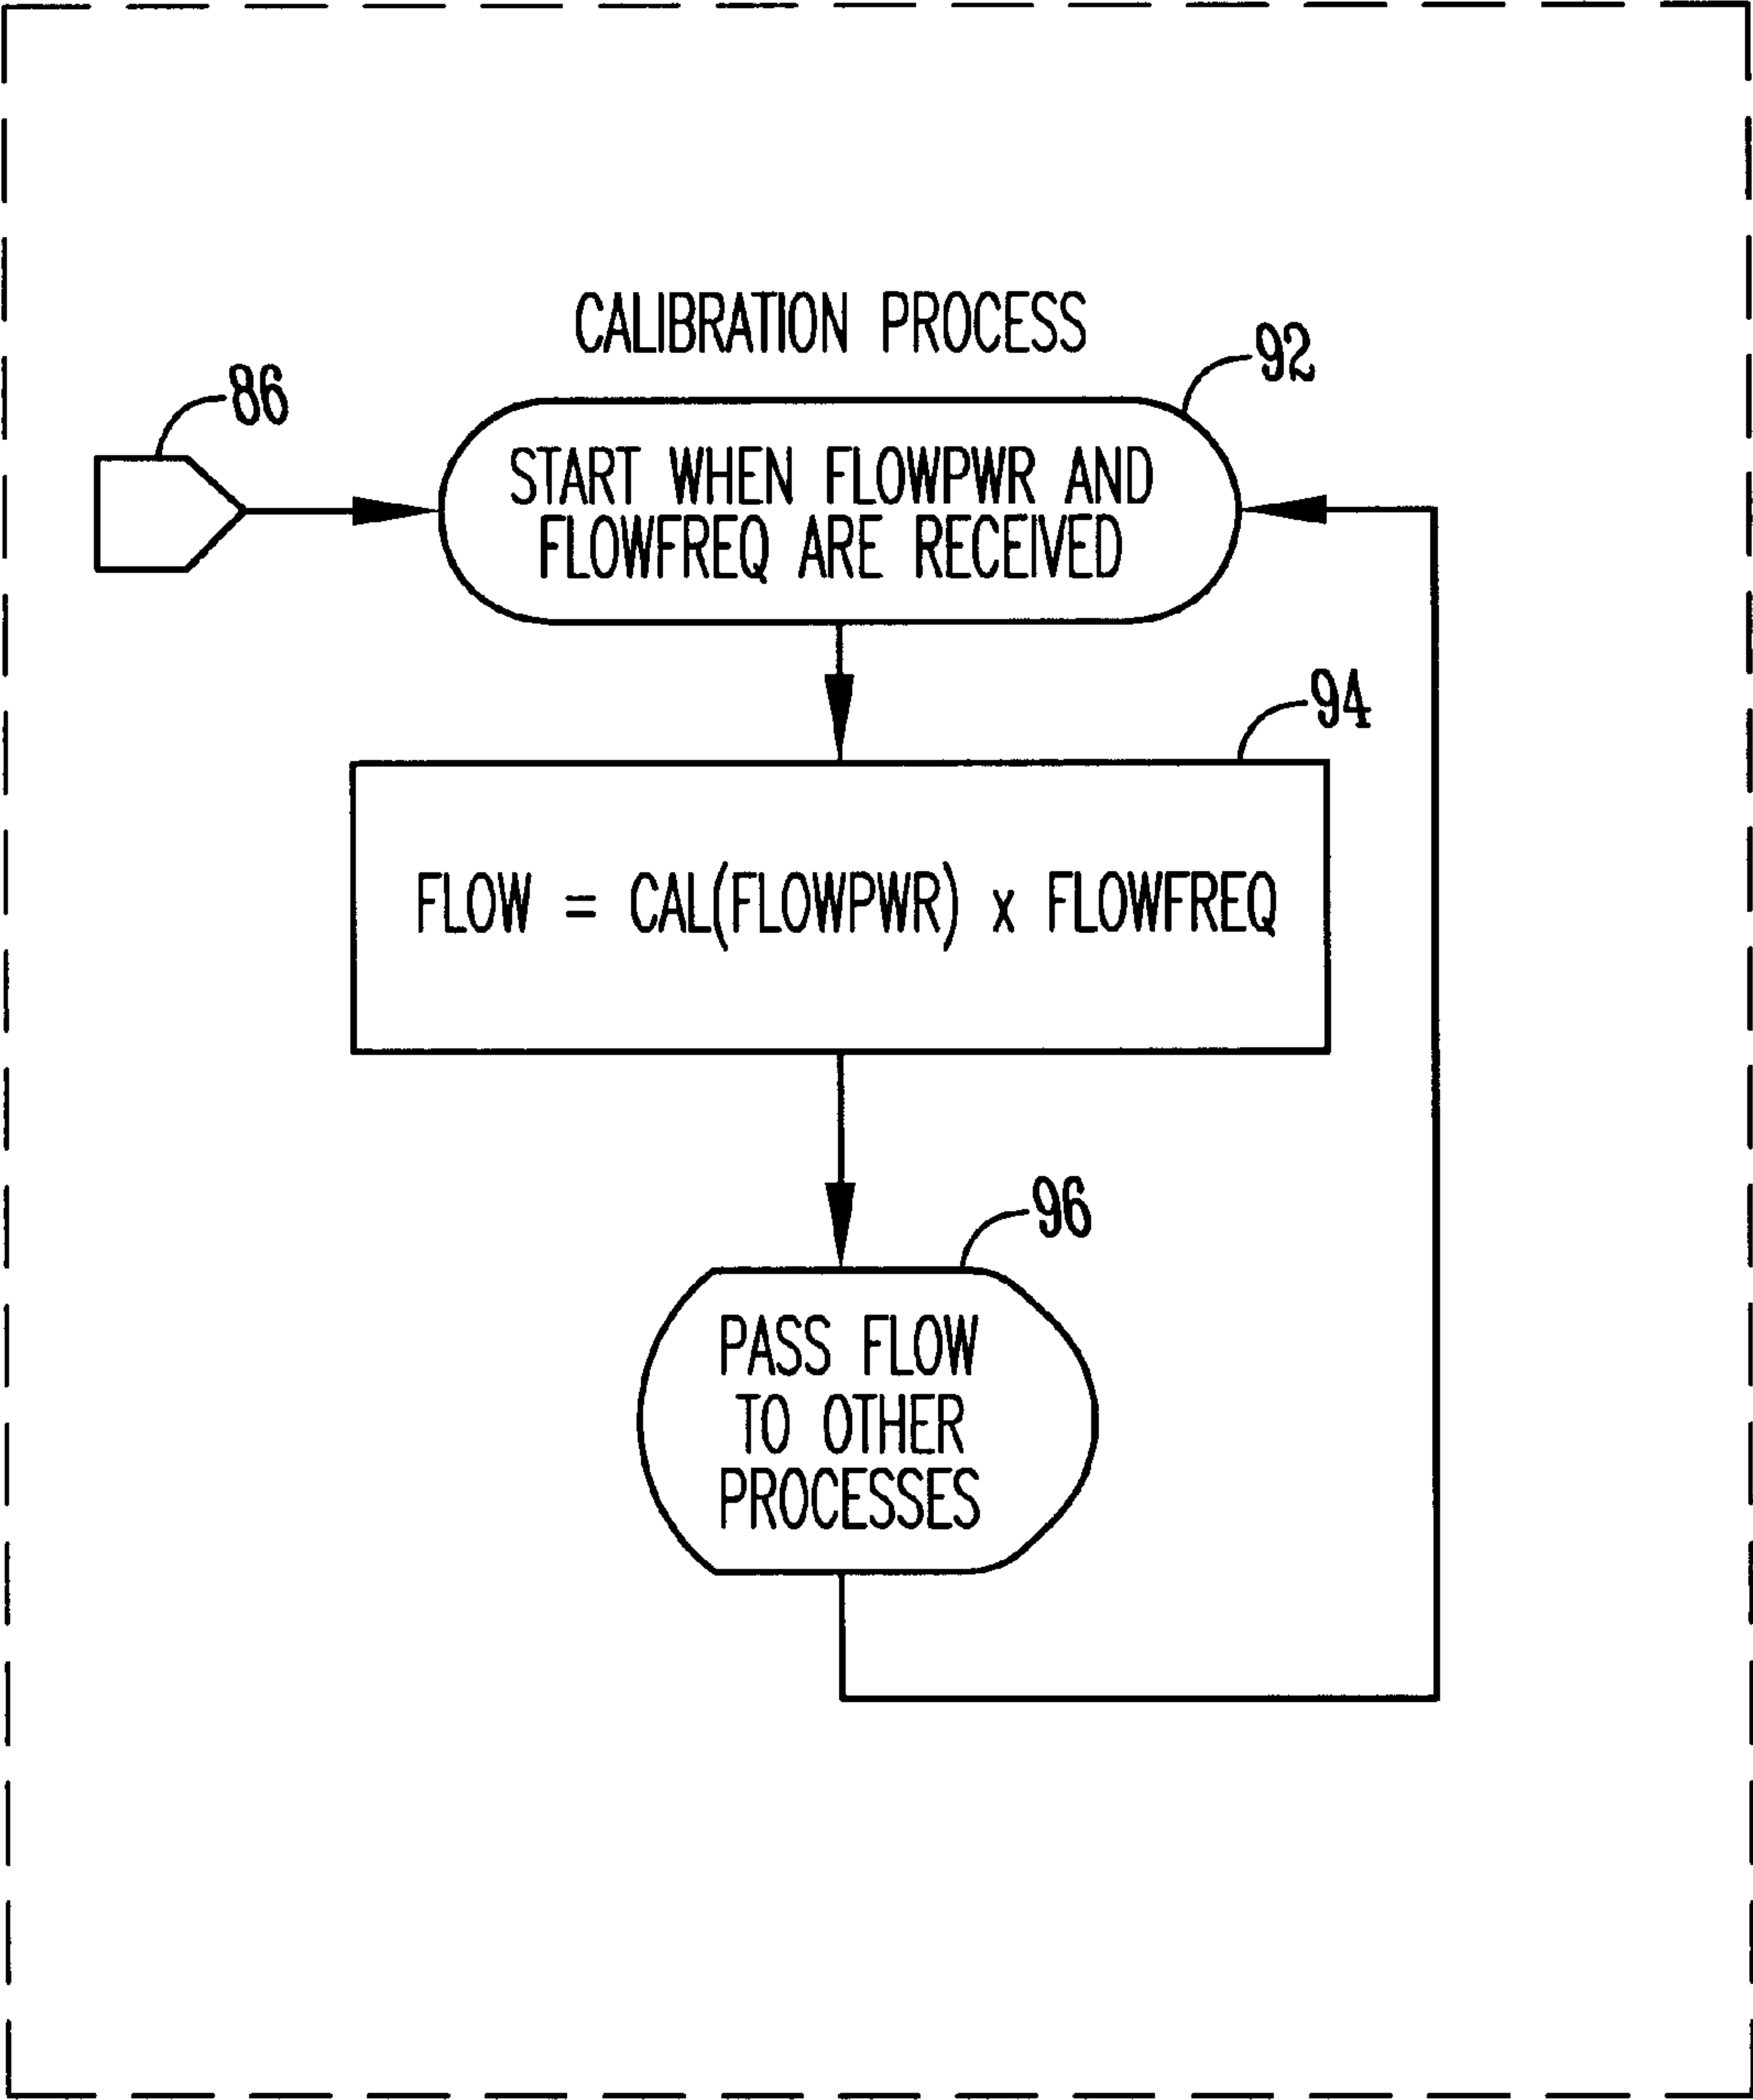 CALIBRATION PROCESS
92
86
START WHEN FLOWPWR AND
FLOWFREQ ARE RECEIVED
94
FLOW = CAL(FLOWPWR) x FLOWFREQ
96
PASS FLOW
TO OTHER
PROCESSES